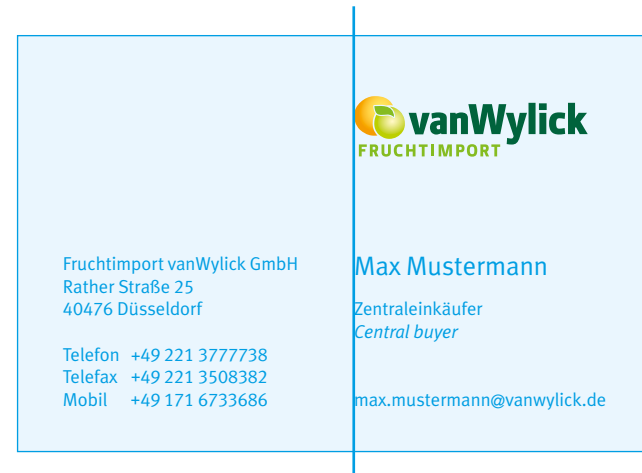 vanWylick
FRUCHTIMPORT
Fruchtimport vanWylick GmbH
Rather Straße 25
40476 Düsseldorf
Telefon +49 221 3777738
Telefax +49 221 3508382
Mobil +49 171 6733686
Max Mustermann
Zentraleinkäufer
Central buyer
max.mustermann@vanwylick.de